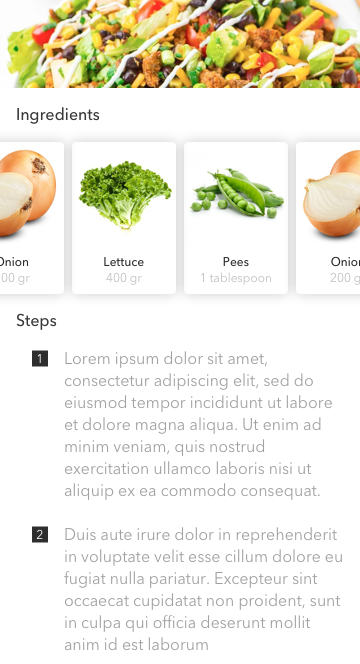 Ingredients
Onion
Lettuce
Pees
Onion
00 gr
400 gr
1 tablespoon
200 g
Steps
1 Lorem ipsum dolor sit amet,
consectetur adipiscing elit, sed do
eiusmod tempor incididunt ut labore
et dolore magna aliqua. Ut enim ad
minim veniam, quis nostrud
exercitation ullamco laboris nisi ut
aliquip ex ea commodo consequat.
2 Duis aute irure dolor in reprehenderit
in voluptate velit esse cillum dolore eu
fugiat nulla pariatur. Excepteur sint
occaecat cupidatat non proident, sunt
in culpa qui officia deserunt mollit
anim id est laborum